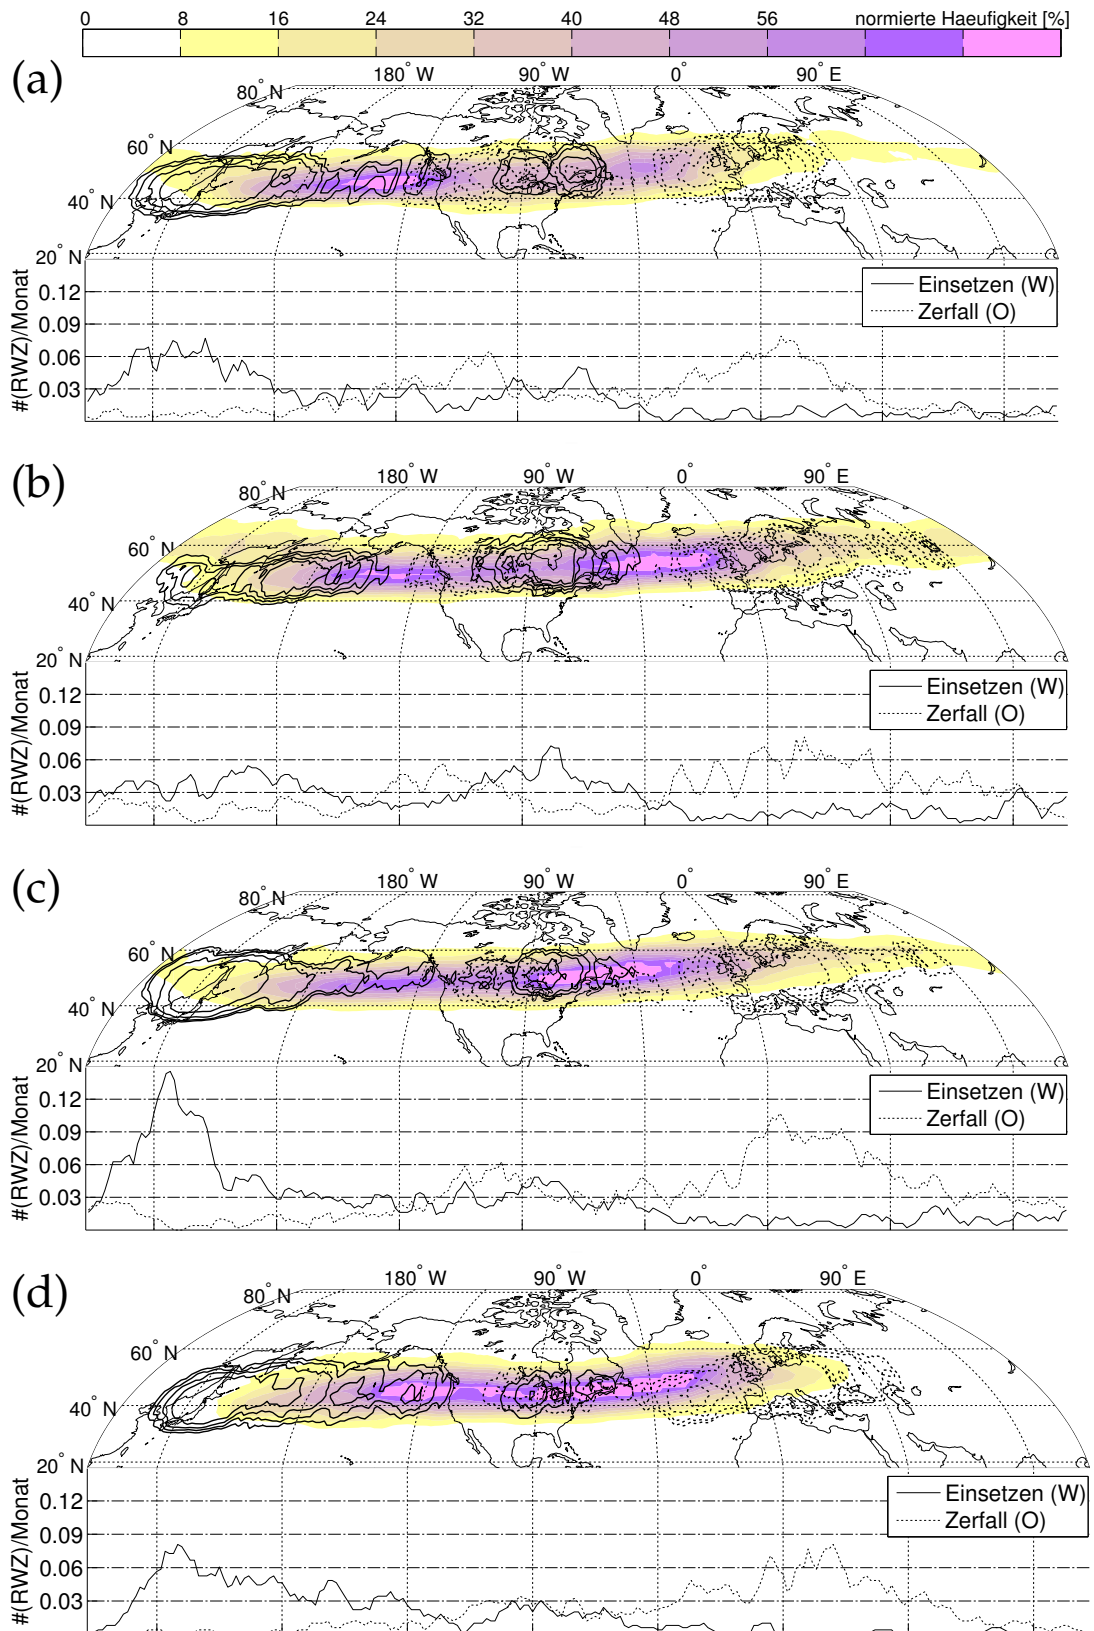 0 8 16 24 32 40 48 56 normierte Haeufigkeit [%]
(a)
180° W 90° W 0° 90° E
80° N
60° N
40° N
20° N
#(RWZ)/Monat
0.12
0.09
0.06
0.03
Einsetzen (W)
Zerfall (O)
(b)
180° W 90° W 0° 90° E
80° N
60° N
40° N
20° N
#(RWZ)/Monat
0.12
0.09
0.06
0.03
Einsetzen (W)
Zerfall (O)
(c)
180° W 90° W 0° 90° E
80° N
60° N
40° N
20° N
#(RWZ)/Monat
0.12
0.09
0.06
0.03
Einsetzen (W)
Zerfall (O)
(d)
180° W 90° W 0° 90° E
80° N
60° N
40° N
20° N
#(RWZ)/Monat
0.12
0.09
0.06
0.03
Einsetzen (W)
Zerfall (O)